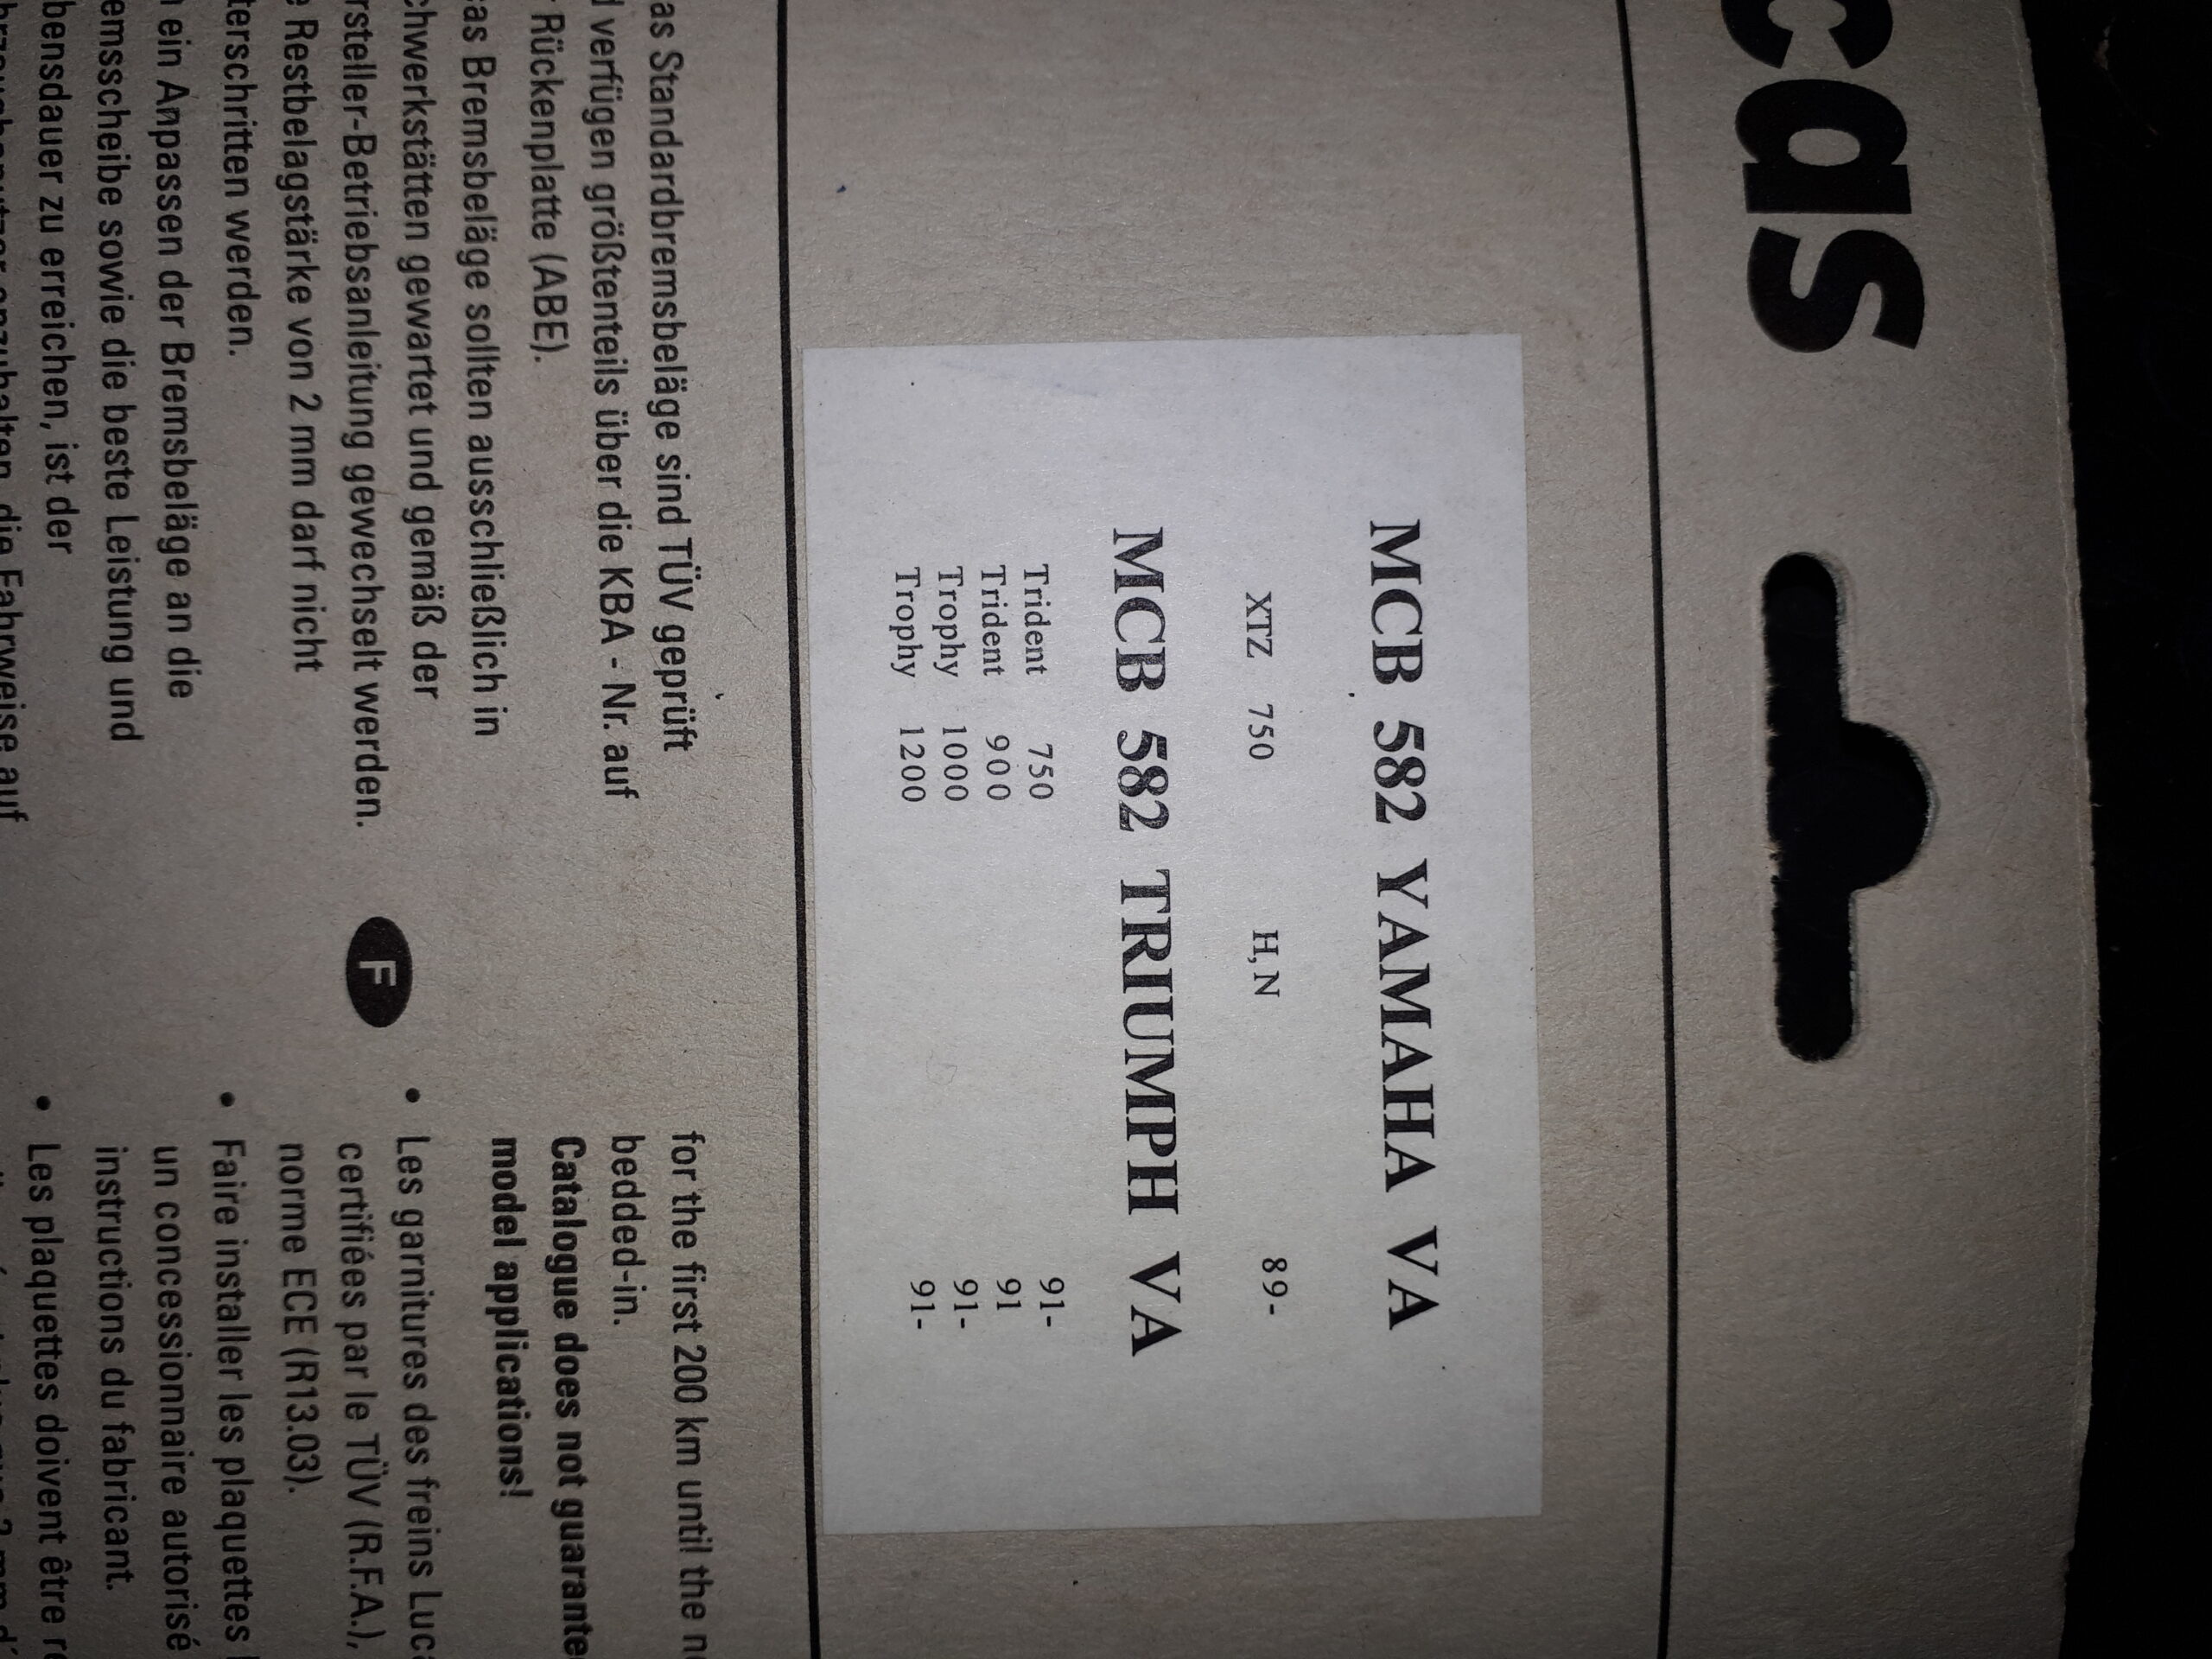 cas
MCB 582 YAMAHA VA
XTZ 750 H,N 89-
MCB 582 TRIUMPH VA
Trident 750 91-
Trident 900 91
Trophy 1000 91-
Trophy 1200 91-
as Standardbremsbeläge sind TÜV geprüft
verfügen größtenteils über die KBA - Nr. auf
Rückenplatte (ABE).
as Bremsbeläge sollten ausschließlich in
chwerkstätten gewartet und gemäß der
rsteller-Betriebsanleitung gewechselt werden.
Restbelagstärke von 2 mm darf nicht
terschritten werden.
ein Anpassen der Bremsbeläge an die
emsscheibe sowie die beste Leistung und
bensdauer zu erreichen, ist der
anzuhalten, die Fahrweise auf
for the first 200 km until the n
bedded-in.
Catalogue does not guarante
model applications!
F
• Les garnitures des freins Luca
certifiées par le TÜV (R.F.A.),
norme ECE (R13.03).
• Faire installer les plaquettes
un concessionnaire autorisé
instructions du fabricant.
• Les plaquettes doivent être re